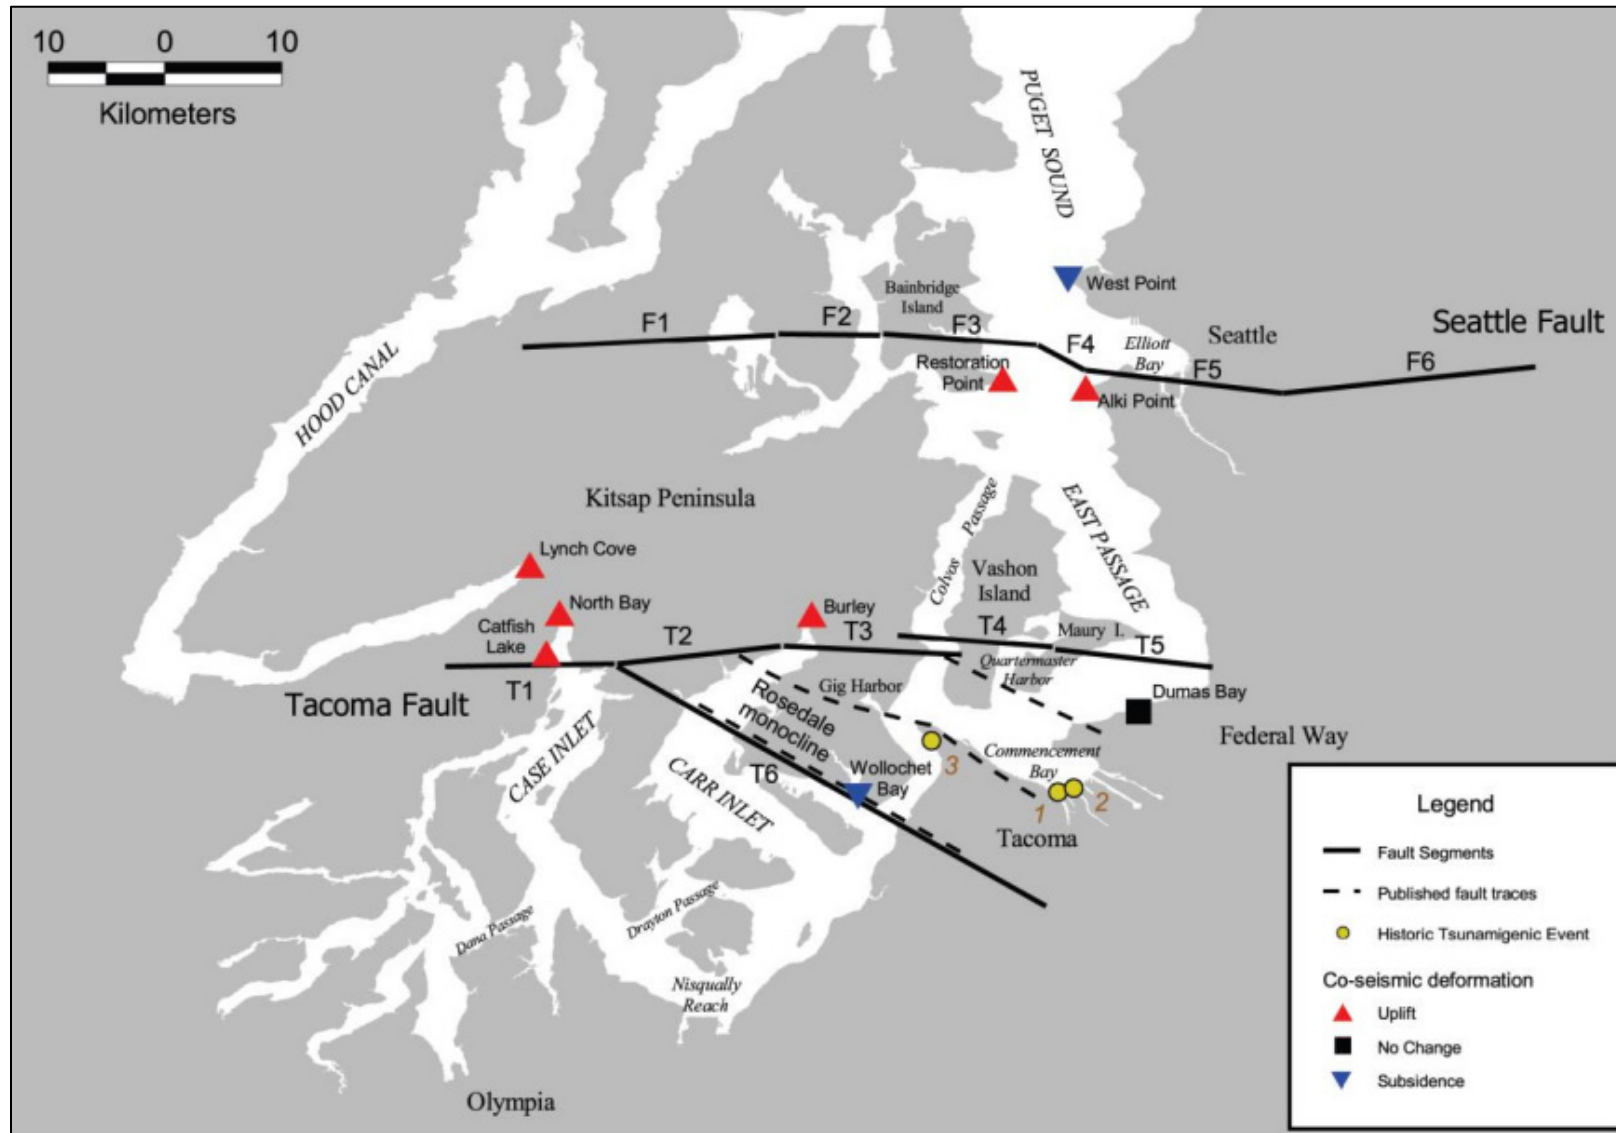 10 0 10
Kilometers
PUGET SOUND
West Point
Bainbridge
Island
F1
F2
F3
F4
Elliott
Bay
Seattle
Seattle Fault
F5
F6
Restoration
Point
Alki Point
HOOD CANAL
Kitsap Peninsula
Colvos Passage
EAST PASSAGE
Lynch Cove
Vashon
Island
North Bay
Burley
Catfish
Lake
T2
T3
T4
Maury I.
T5
T1
Quartermaster
Harbor
Tacoma Fault
Gig Harbor
Dumas Bay
Rosedale
monocline
Federal Way
CASE INLET
CARR INLET
T6
Wollochet
Bay
3
Commencement
Bay
1
2
Tacoma
Dana Passage
Drayton Passage
Nisqually
Reach
Olympia
Legend
Fault Segments
Published fault traces
Historic Tsunamigenic Event
Co-seismic deformation
Uplift
No Change
Subsidence